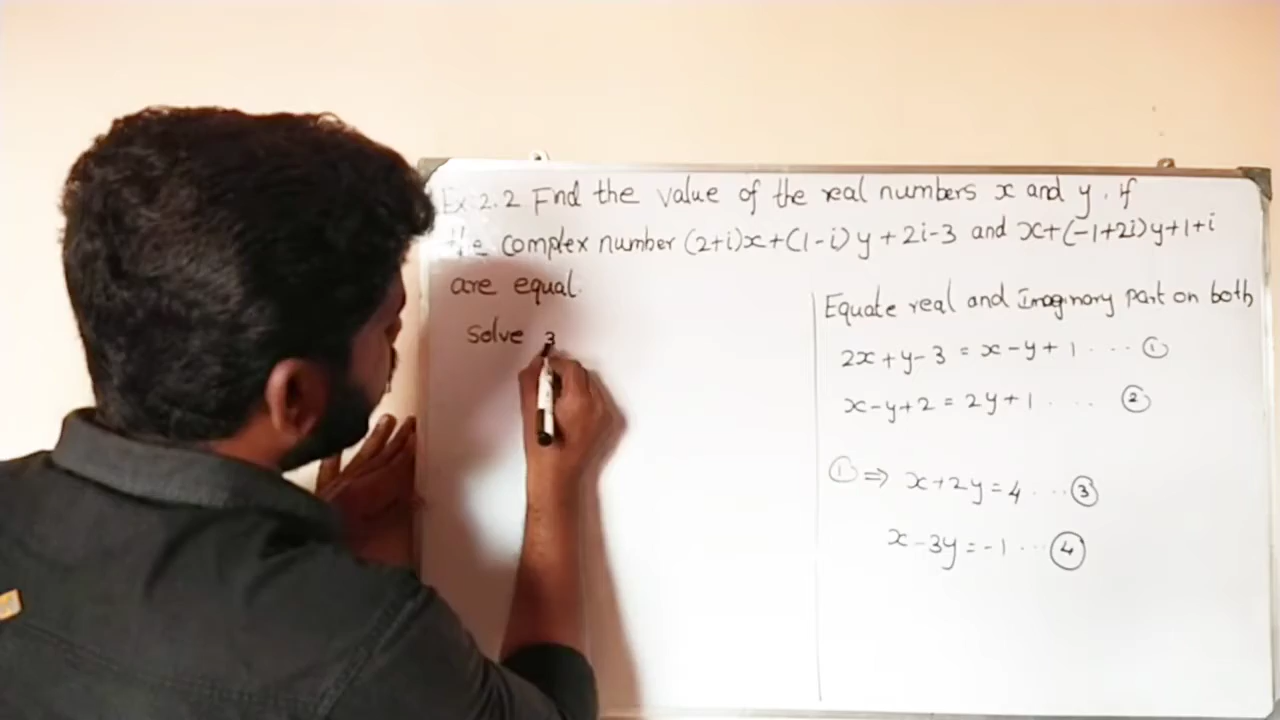 Ex 2.2 Fnd the value of the real numbers x and y, if
the complex number (2+i)x+(1-i)y+2i-3 and x+(-1+2i)y+1+i
are equal.
Solve 3
Equate real and Imaginary part on both
2x+y-3 = x-y+1 .... ①
x-y+2 = 2y+1 .... ②
① ⇒ x+2y=4 ... ③
x-3y=-1 ... ④